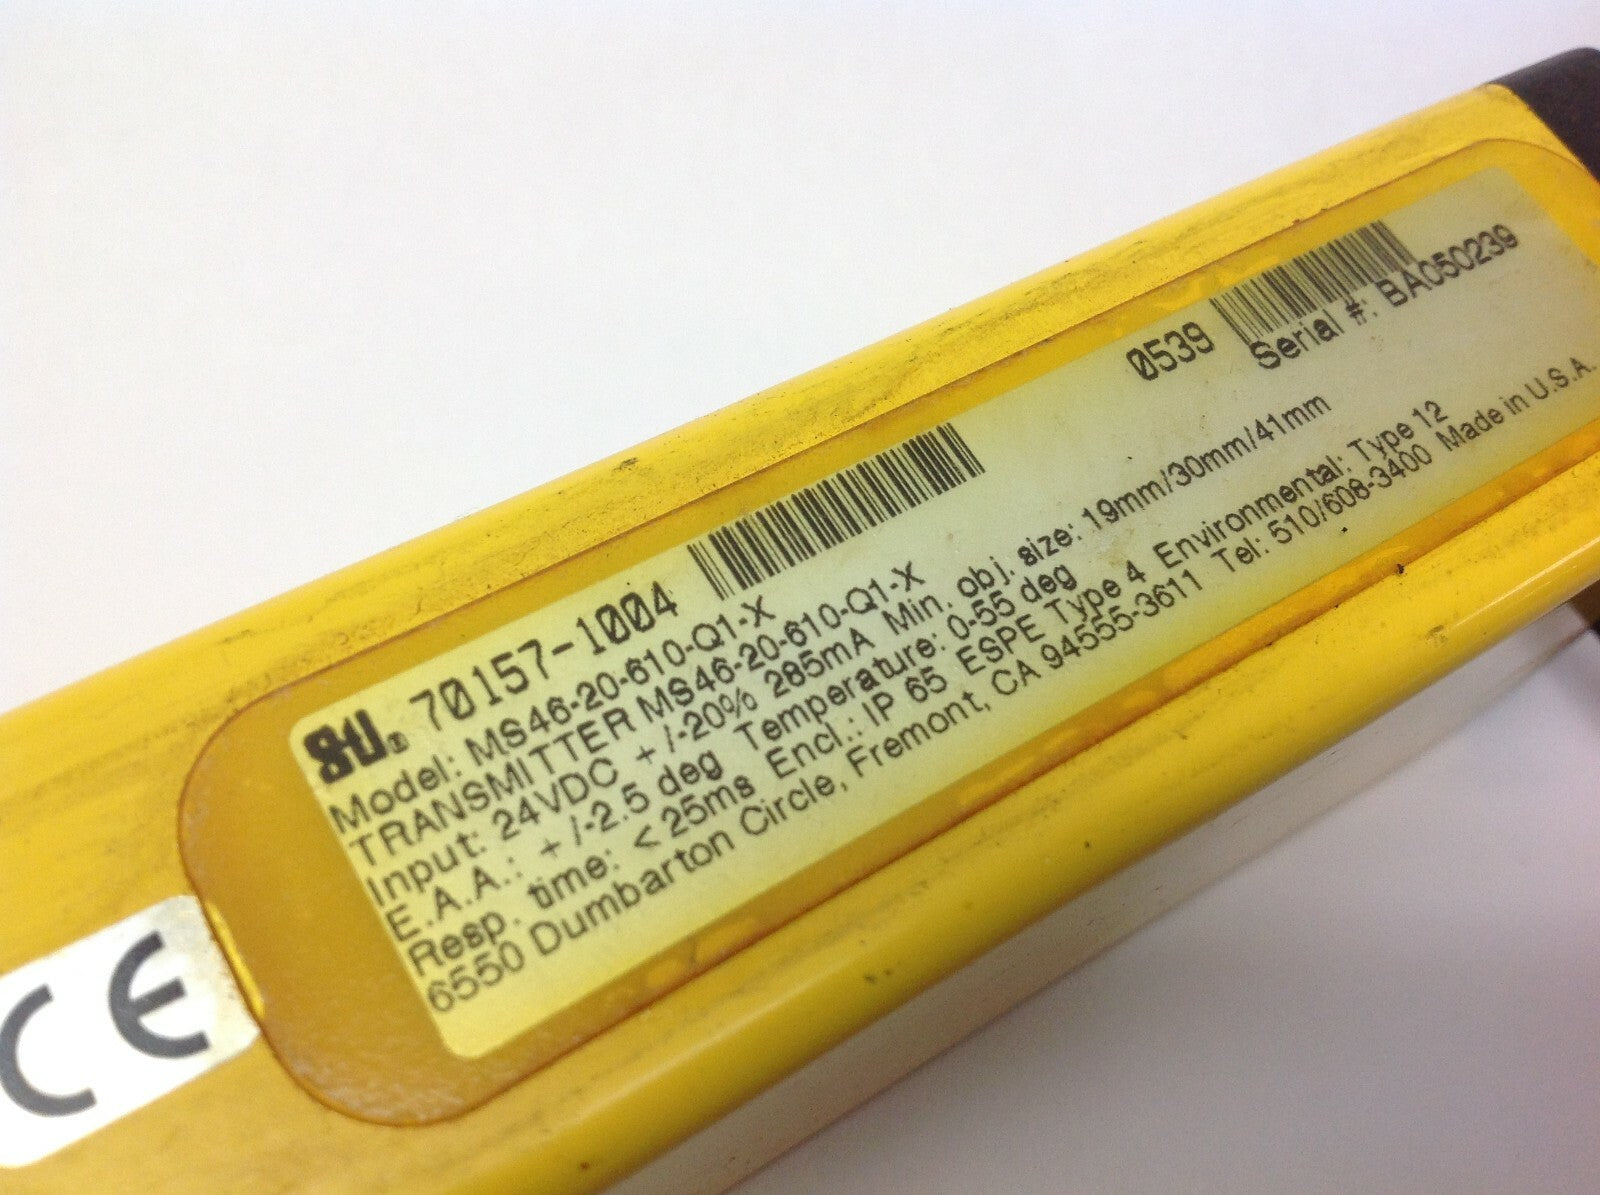 70157-1004
0539
Serial #: BA050239
Model: MS46-20-610-Q1-X
TRANSMITTER MS46-20-610-Q1-X
Input: 24VDC +/-20% 285mA Min. obj. size: 19mm/30mm/41mm
E.A.A.: +/-2.5 deg Temperature: 0-55 deg
Resp. time: <25ms Encl.: IP 65 ESPE Type 4 Environmental: Type 12
6550 Dumbarton Circle, Fremont, CA 94555-3611 Tel: 510/608-3400 Made in U.S.A.
CE